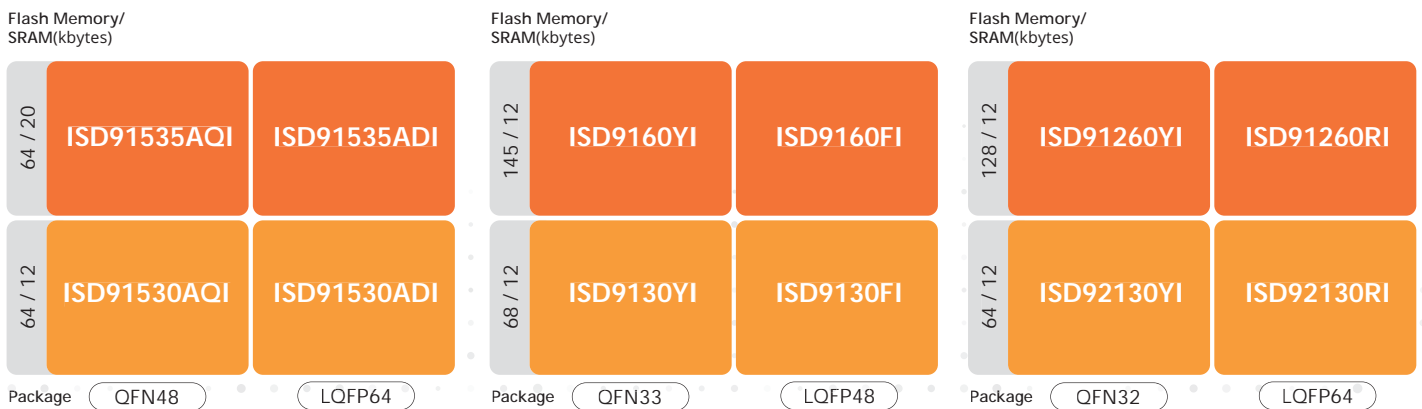 Flash Memory/
SRAM(kbytes)
64 / 20
ISD91535AQI
ISD91535ADI
64 / 12
ISD91530AQI
ISD91530ADI
Package
QFN48
LQFP64
Flash Memory/
SRAM(kbytes)
145 / 12
ISD9160YI
ISD9160FI
68 / 12
ISD9130YI
ISD9130FI
Package
QFN33
LQFP48
Flash Memory/
SRAM(kbytes)
128 / 12
ISD91260YI
ISD91260RI
64 / 12
ISD92130YI
ISD92130RI
Package
QFN32
LQFP64